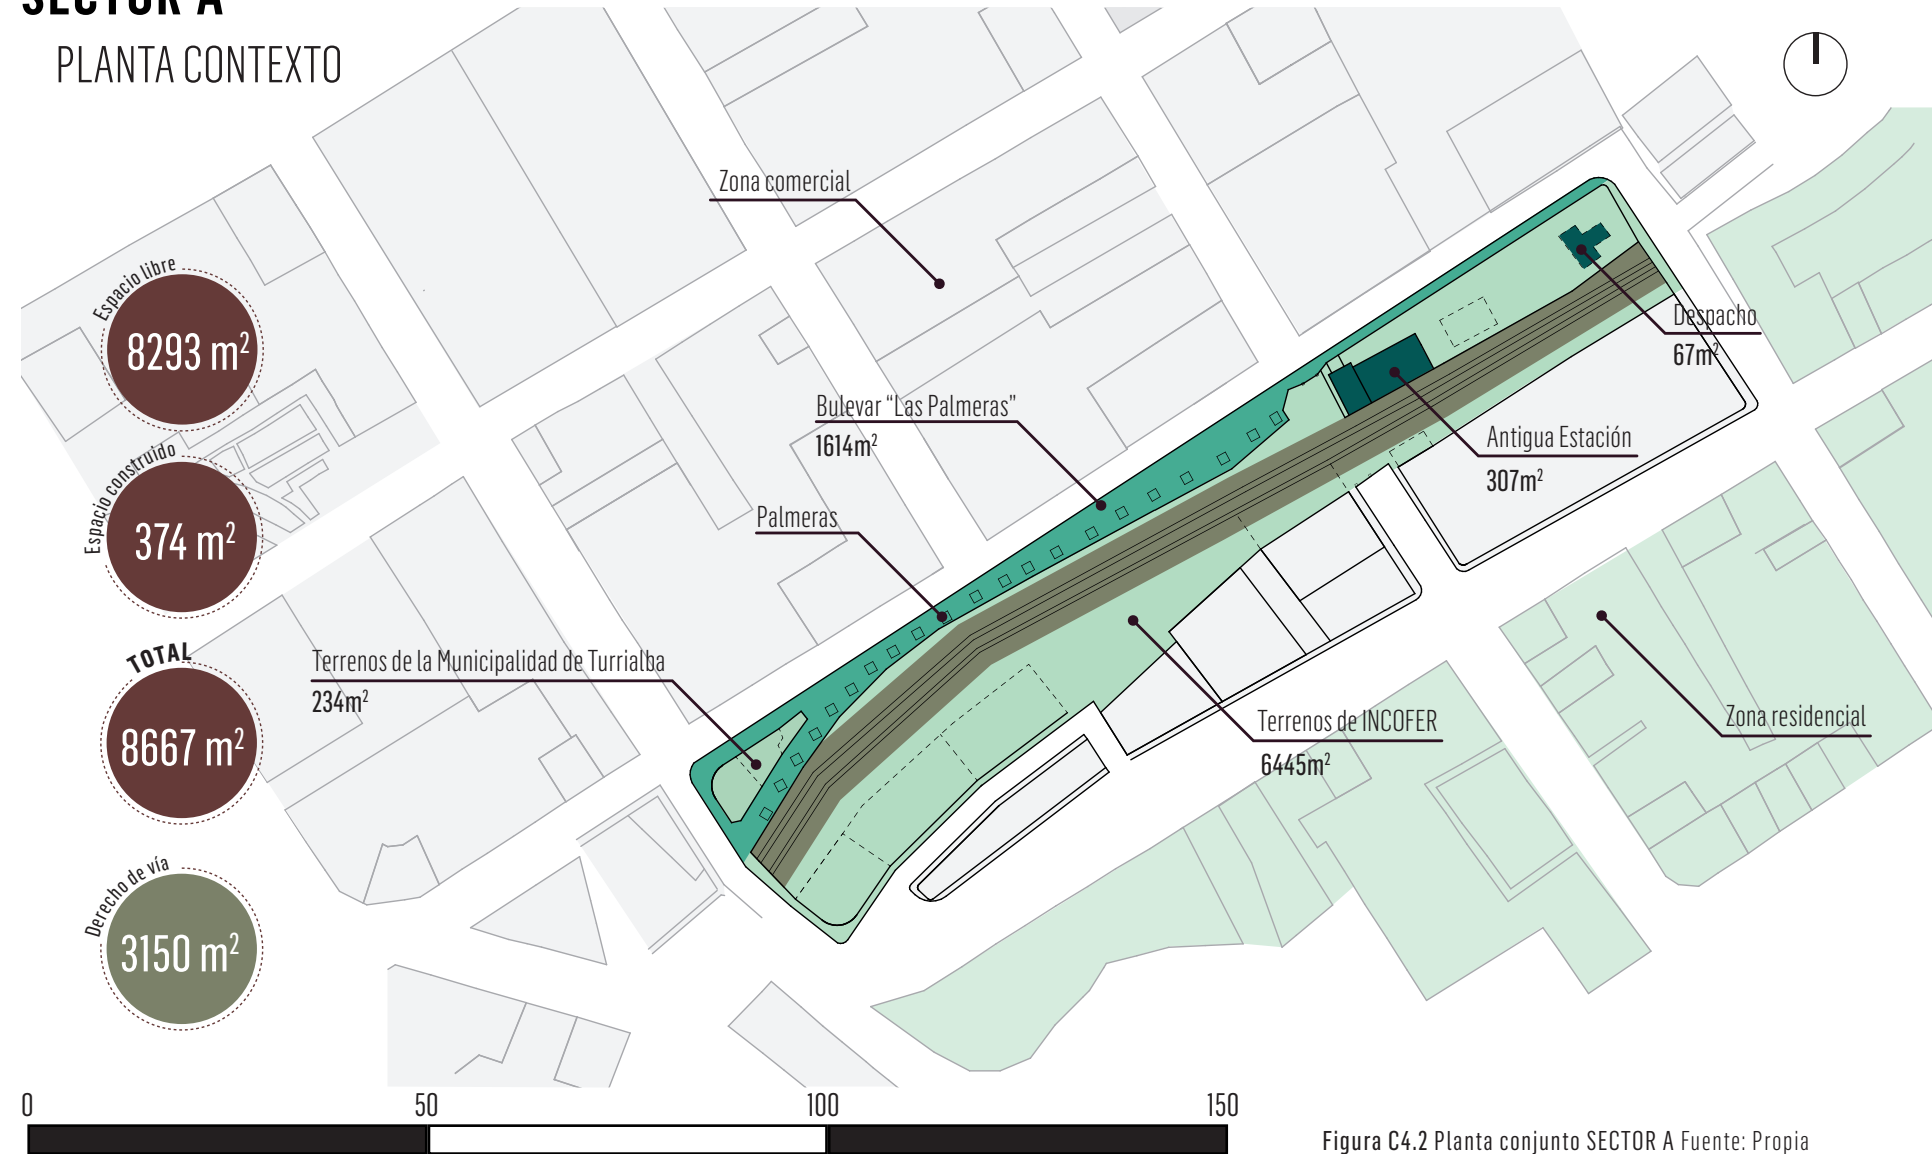 SECTOR A
PLANTA CONTEXTO
Zona comercial
Espacio libre
8293 m²
Despacho
67m²
Bulevar “Las Palmeras”
1614m²
Antigua Estación
307m²
Espacio construido
374 m²
Palmeras
TOTAL
8667 m²
Terrenos de la Municipalidad de Turrialba
234m²
Terrenos de INCOFER
6445m²
Zona residencial
Derecho de vía
3150 m²
0 50 100 150
Figura C4.2 Planta conjunto SECTOR A Fuente: Propia